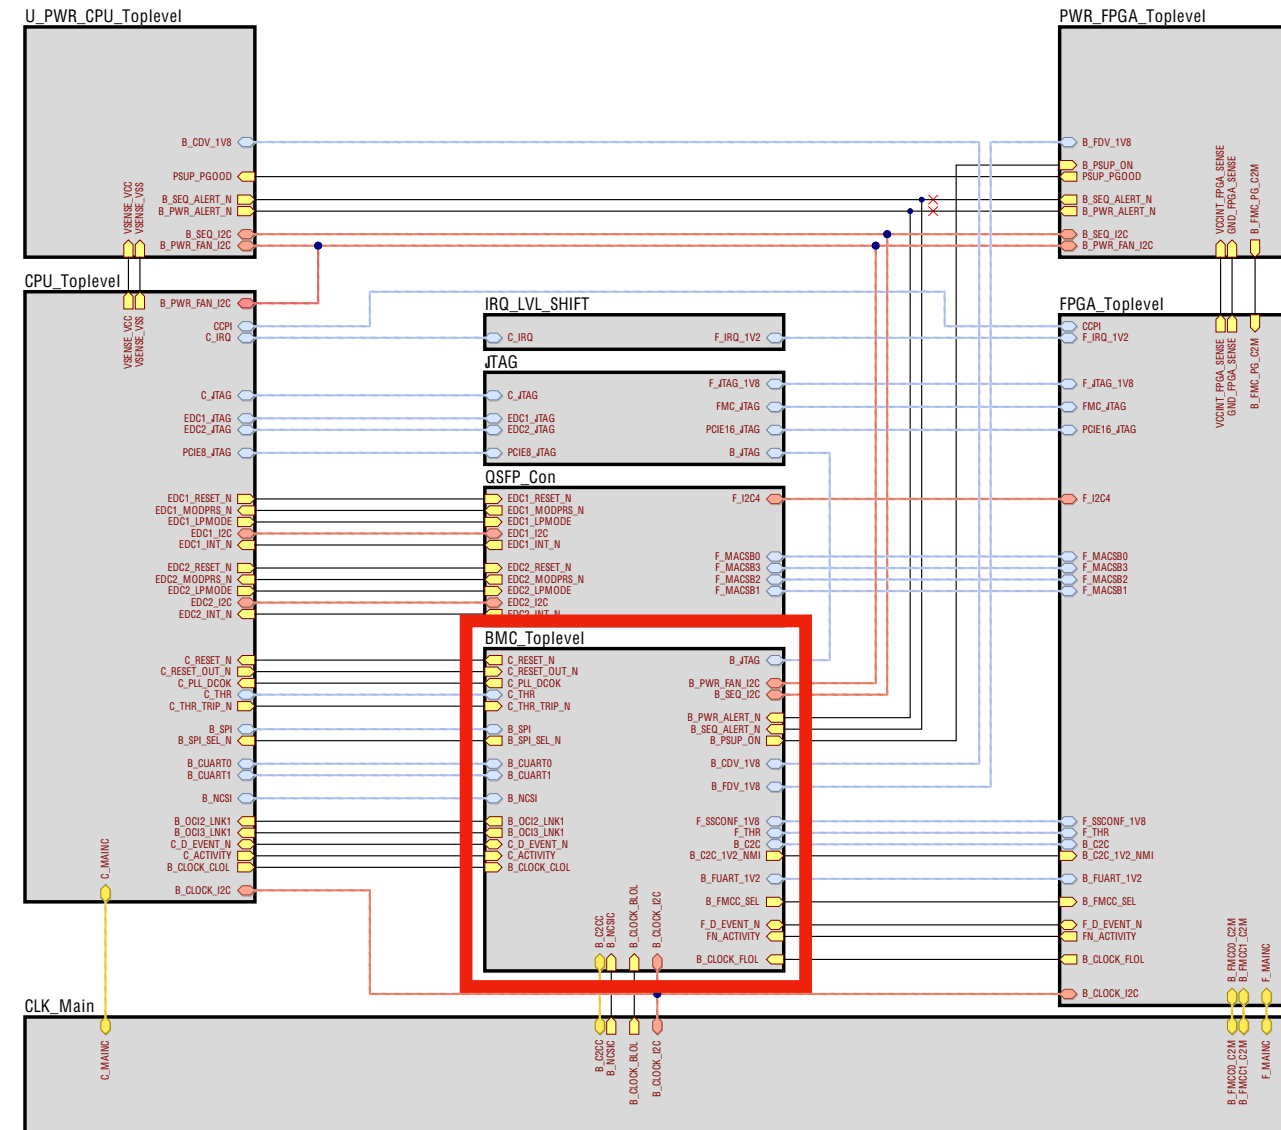 U_PWR_CPU_Toplevel
B_CDV_1V8
PSUP_PGOOD
B_SEQ_ALERT_N
B_PWR_ALERT_N
B_SEQ_I2C
B_PWR_FAN_I2C
VSENSE_VCC
VSENSE_VSS
PWR_FPGA_Toplevel
B_FDV_1V8
B_PSUP_ON
PSUP_PGOOD
B_SEQ_ALERT_N
B_PWR_ALERT_N
B_SEQ_I2C
B_PWR_FAN_I2C
VCCINT_FPGA_SENSE
GND_FPGA_SENSE
B_FMC_PG_C2M
CPU_Toplevel
VSENSE_VCC
VSENSE_VSS
B_PWR_FAN_I2C
CCPI
C_IRQ
C_JTAG
EDC1_JTAG
EDC2_JTAG
PCIE8_JTAG
EDC1_RESET_N
EDC1_MODPRS_N
EDC1_LPMODE
EDC1_I2C
EDC1_INT_N
EDC2_RESET_N
EDC2_MODPRS_N
EDC2_LPMODE
EDC2_I2C
EDC2_INT_N
C_RESET_N
C_RESET_OUT_N
C_PLL_DCOK
C_THR
C_THR_TRIP_N
B_SPI
B_SPI_SEL_N
B_CUART0
B_CUART1
B_NCSI
B_OCI2_LNK1
B_OCI3_LNK1
C_D_EVENT_N
C_ACTIVITY
B_CLOCK_CLOL
B_CLOCK_I2C
C_MAINC
IRQ_LVL_SHIFT
C_IRQ
F_IRQ_1V2
JTAG
C_JTAG
EDC1_JTAG
EDC2_JTAG
PCIE8_JTAG
F_JTAG_1V8
FMC_JTAG
PCIE16_JTAG
B_JTAG
QSFP_Con
EDC1_RESET_N
EDC1_MODPRS_N
EDC1_LPMODE
EDC1_I2C
EDC1_INT_N
EDC2_RESET_N
EDC2_MODPRS_N
EDC2_LPMODE
EDC2_I2C
EDC2_INT_N
F_I2C4
F_MACSB0
F_MACSB3
F_MACSB2
F_MACSB1
BMC_Toplevel
C_RESET_N
C_RESET_OUT_N
C_PLL_DCOK
C_THR
C_THR_TRIP_N
B_SPI
B_SPI_SEL_N
B_CUART0
B_CUART1
B_NCSI
B_OCI2_LNK1
B_OCI3_LNK1
C_D_EVENT_N
C_ACTIVITY
B_CLOCK_CLOL
B_JTAG
B_PWR_FAN_I2C
B_SEQ_I2C
B_PWR_ALERT_N
B_SEQ_ALERT_N
B_PSUP_ON
B_CDV_1V8
B_FDV_1V8
F_SSCONF_1V8
F_THR
B_C2C
B_C2C_1V2_NMI
B_FUART_1V2
B_FMCC_SEL
F_D_EVENT_N
FN_ACTIVITY
B_CLOCK_FLOL
B_C2CC
B_NCSIC
B_CLOCK_BLOL
B_CLOCK_I2C
FPGA_Toplevel
CCPI
F_IRQ_1V2
F_JTAG_1V8
FMC_JTAG
PCIE16_JTAG
F_I2C4
F_MACSB0
F_MACSB3
F_MACSB2
F_MACSB1
F_SSCONF_1V8
F_THR
B_C2C
B_C2C_1V2_NMI
B_FUART_1V2
B_FMCC_SEL
F_D_EVENT_N
FN_ACTIVITY
B_CLOCK_FLOL
B_CLOCK_I2C
VCCINT_FPGA_SENSE
GND_FPGA_SENSE
B_FMC_PG_C2M
B_FMCC0_C2M
B_FMCC1_C2M
F_MAINC
CLK_Main
C_MAINC
B_C2CC
B_NCSIC
B_CLOCK_BLOL
B_CLOCK_I2C
B_FMCC0_C2M
B_FMCC1_C2M
F_MAINC